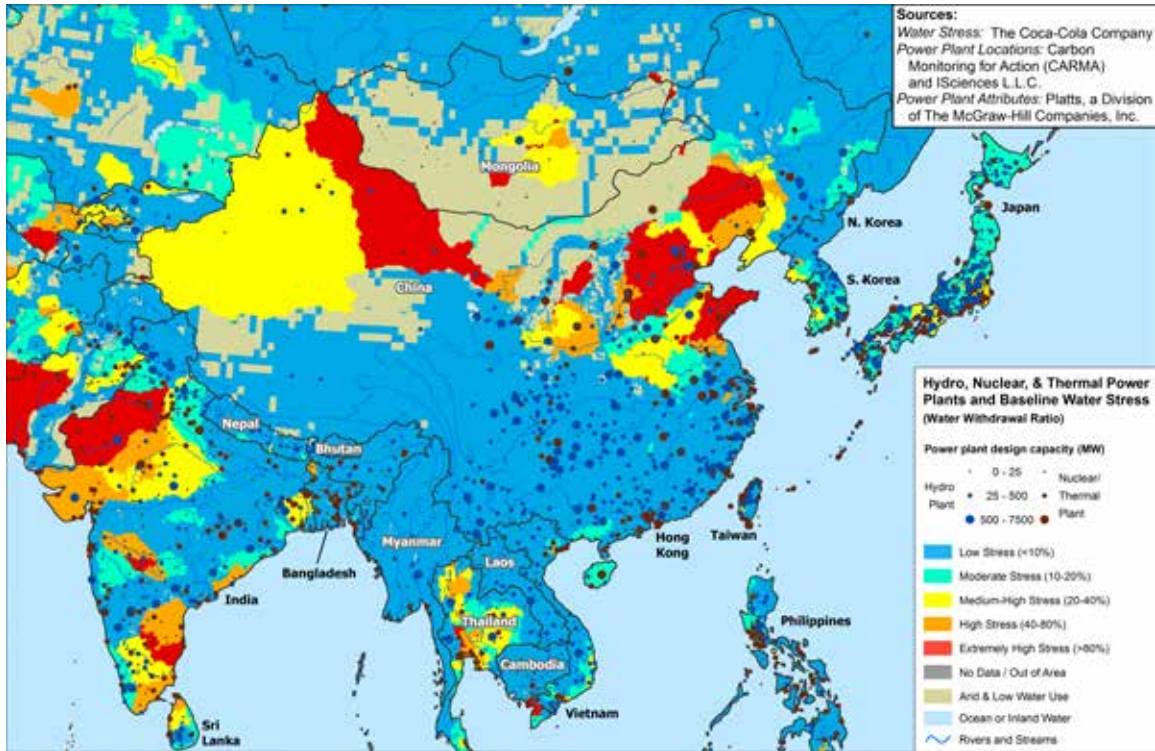 Sources:
Water Stress: The Coca-Cola Company
Power Plant Locations: Carbon
Monitoring for Action (CARMA)
and ISciences L.L.C.
Power Plant Attributes: Platts, a Division
of The McGraw-Hill Companies, Inc.
Mongolia
Japan
N. Korea
S. Korea
China
Nepal
Bhutan
Myanmar
Hong
Kong
Taiwan
Laos
Bangladesh
India
Thailand
Philippines
Cambodia
Vietnam
Sri
Lanka
Hydro, Nuclear, & Thermal Power
Plants and Baseline Water Stress
(Water Withdrawal Ratio)
Power plant design capacity (MW)
Hydro
Plant
0 - 25
25 - 500
500 - 7500
Nuclear/
Thermal
Plant
Low Stress (<10%)
Moderate Stress (10-20%)
Medium-High Stress (20-40%)
High Stress (40-80%)
Extremely High Stress (>80%)
No Data / Out of Area
Arid & Low Water Use
Ocean or Inland Water
Rivers and Streams